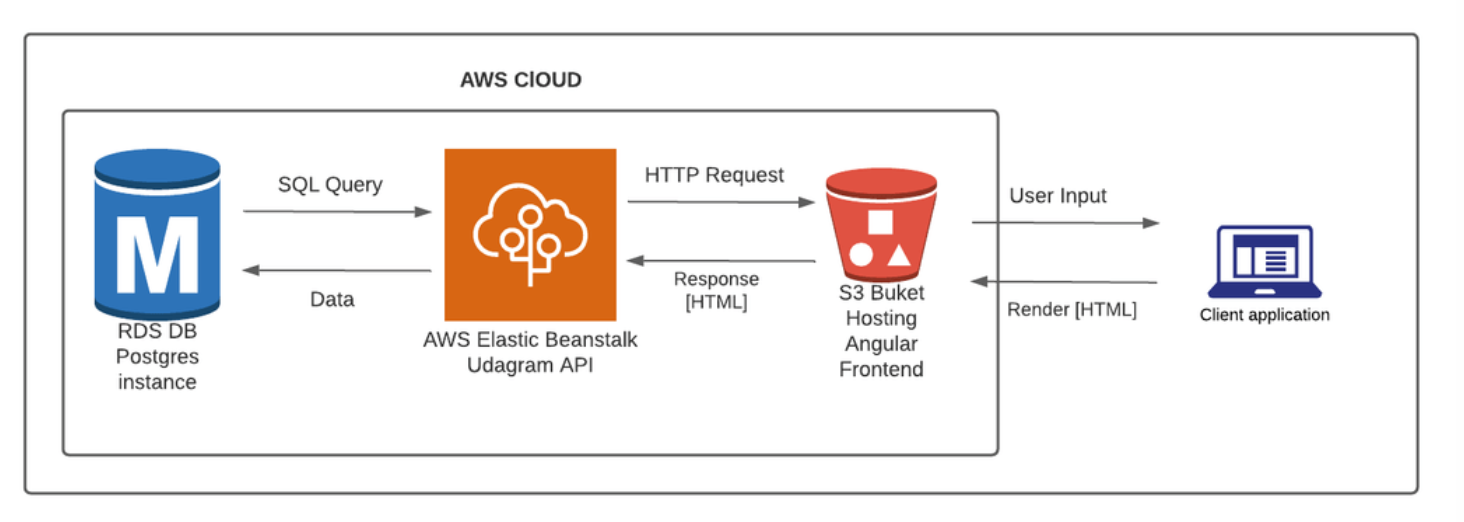 AWS ClOUD
SQL Query
HTTP Request
User Input
M
Data
Response
[HTML]
Render [HTML]
RDS DB
Postgres
instance
AWS Elastic Beanstalk
Udagram API
S3 Buket
Hosting
Angular
Frontend
Client application